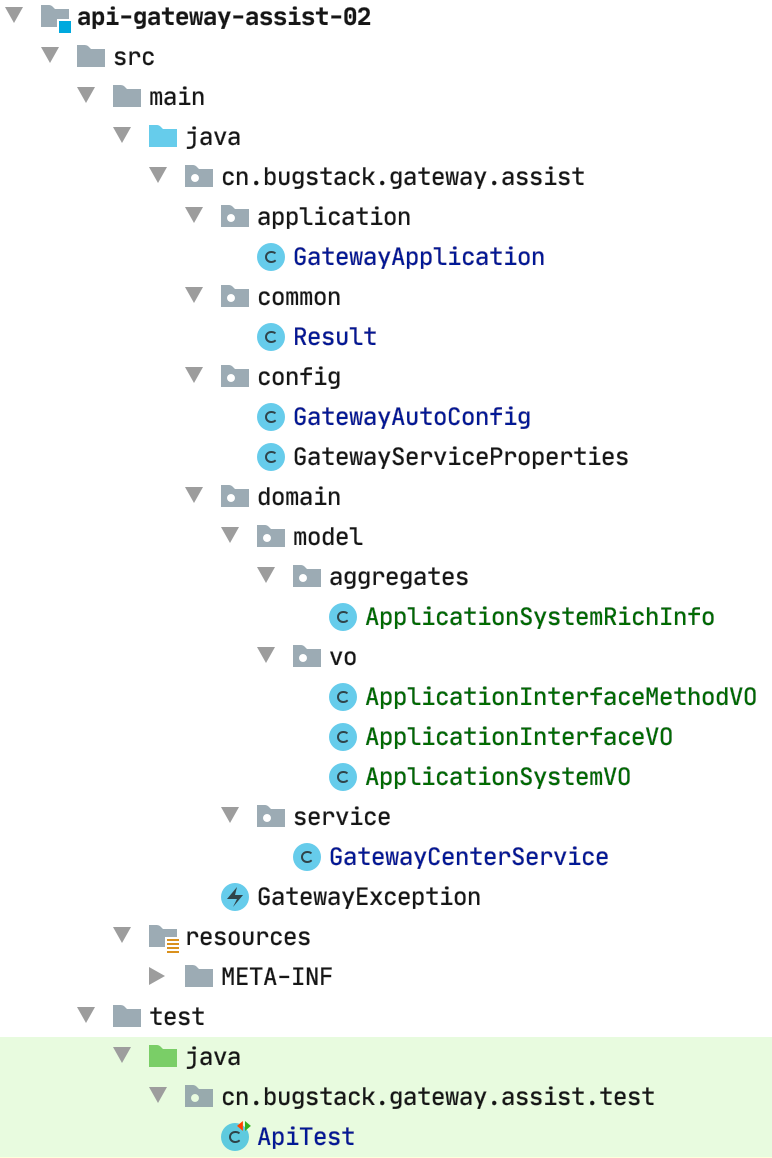 api-gateway-assist-02
src
main
java
cn.bugstack.gateway.assist
application
C GatewayApplication
common
C Result
config
C GatewayAutoConfig
C GatewayServiceProperties
domain
model
aggregates
C ApplicationSystemRichInfo
vo
C ApplicationInterfaceMethodVO
C ApplicationInterfaceVO
C ApplicationSystemVO
service
C GatewayCenterService
GatewayException
resources
META-INF
test
java
cn.bugstack.gateway.assist.test
C ApiTest